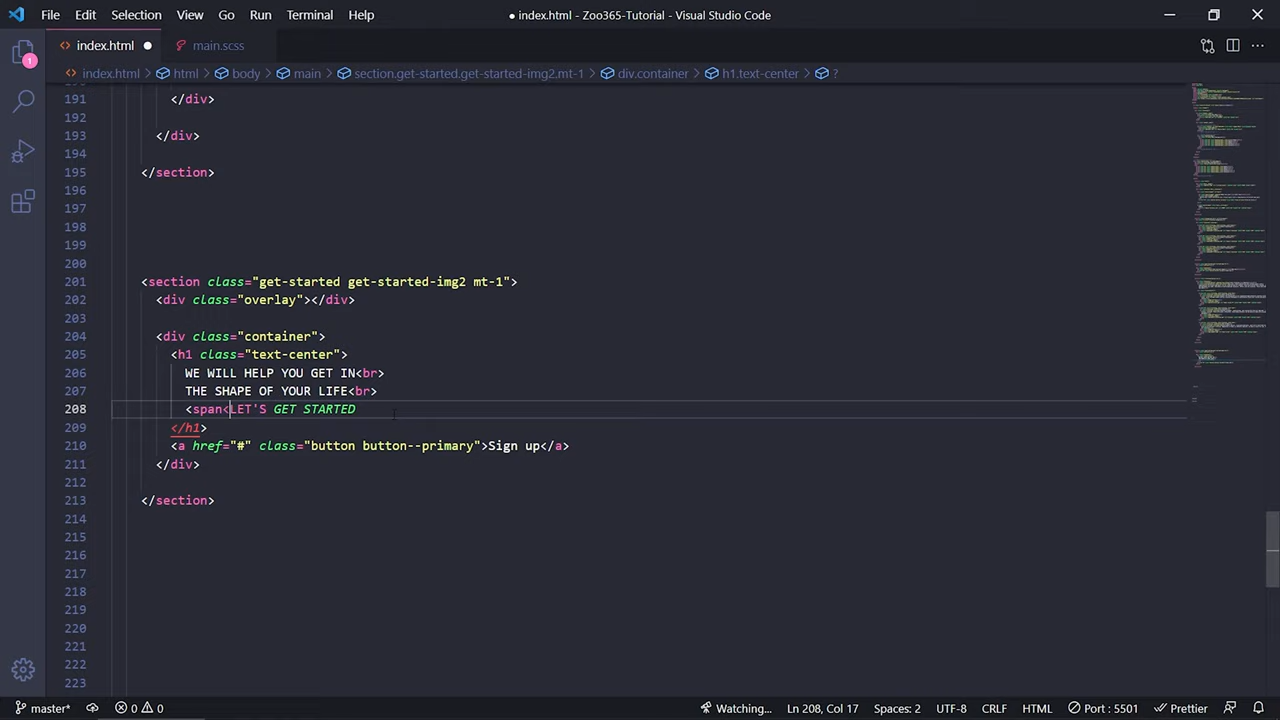 File Edit Selection View Go Run Terminal Help
● index.html - Zoo365-Tutorial - Visual Studio Code
index.html ● main.scss
index.html > html > body > main > section.get-started.get-started-img2.mt-1 > div.container > h1.text-center > ?
1
191 </div>
192
193 </div>
194
195 </section>
196
197
198
199
200
201 <section class="get-started get-started-img2 mt-1">
202 <div class="overlay"></div>
203
204 <div class="container">
205 <h1 class="text-center">
206 WE WILL HELP YOU GET IN<br>
207 THE SHAPE OF YOUR LIFE<br>
208 <span<LET'S GET STARTED
209 </h1>
210 <a href="#" class="button button--primary">Sign up</a>
211 </div>
212
213 </section>
214
215
216
217
218
219
220
221
222
223
master* 0 0 Watching... Ln 208, Col 17 Spaces: 2 UTF-8 CRLF HTML Port : 5501 Prettier